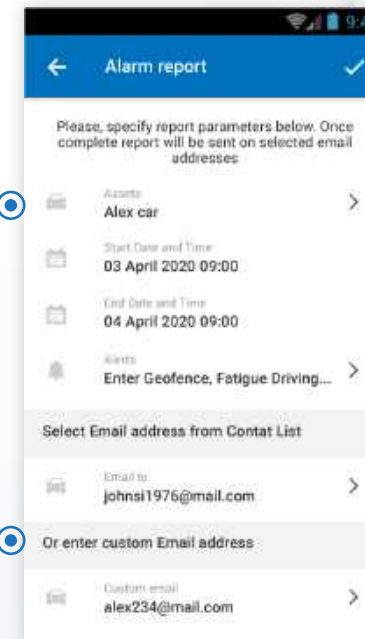 9:4
Alarm report
Please, specify report parameters below. Once
complete report will be sent on selected email
addresses
Assets
Alex car
Start Date and Time
03 April 2020 09:00
End Date and Time
04 April 2020 09:00
Alerts
Enter Geofence, Fatigue Driving...
Select Email address from Contat List
Email to
johnsi1976@mail.com
Or enter custom Email address
Custom email
alex234@mail.com